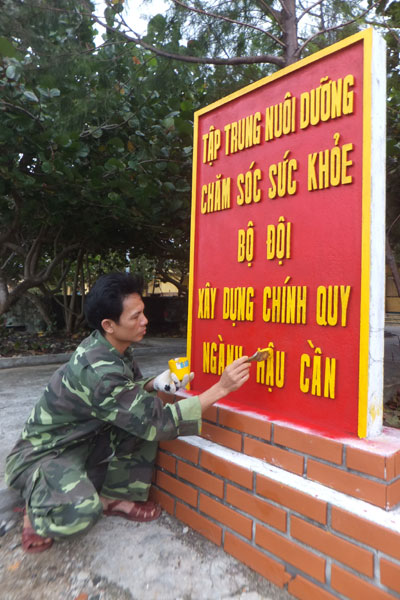 TẬP TRUNG NUÔI DƯỠNG
CHĂM SÓC SỨC KHỎE
BỘ ĐỘI
XÂY DỰNG CHÍNH QUY
NGÀNH HẬU CẦN